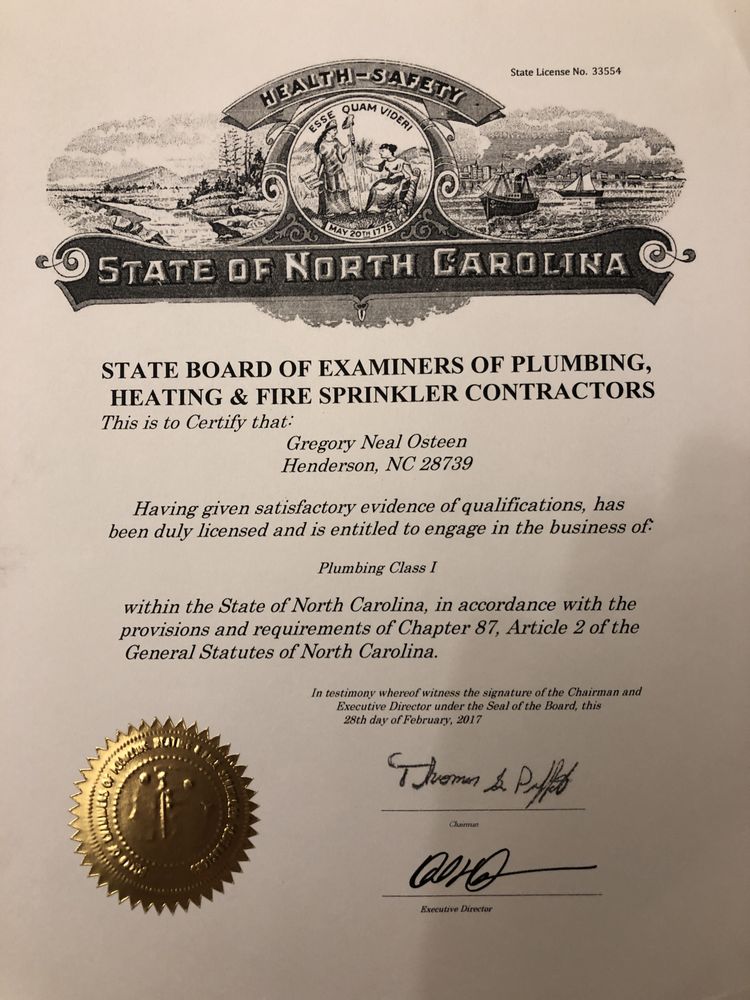 State License No. 33554
HEALTH-SAFETY
ESSE QUAM VIDERI
MAY 20TH 1775
STATE OF NORTH CAROLINA
STATE BOARD OF EXAMINERS OF PLUMBING,
HEATING & FIRE SPRINKLER CONTRACTORS
This is to Certify that:
Gregory Neal Osteen
Henderson, NC 28739
Having given satisfactory evidence of qualifications, has
been duly licensed and is entitled to engage in the business of:
Plumbing Class I
within the State of North Carolina, in accordance with the
provisions and requirements of Chapter 87, Article 2 of the
General Statutes of North Carolina.
In testimony whereof witness the signature of the Chairman and
Executive Director under the Seal of the Board, this
28th day of February, 2017
Thomas
Chairman
Executive Director